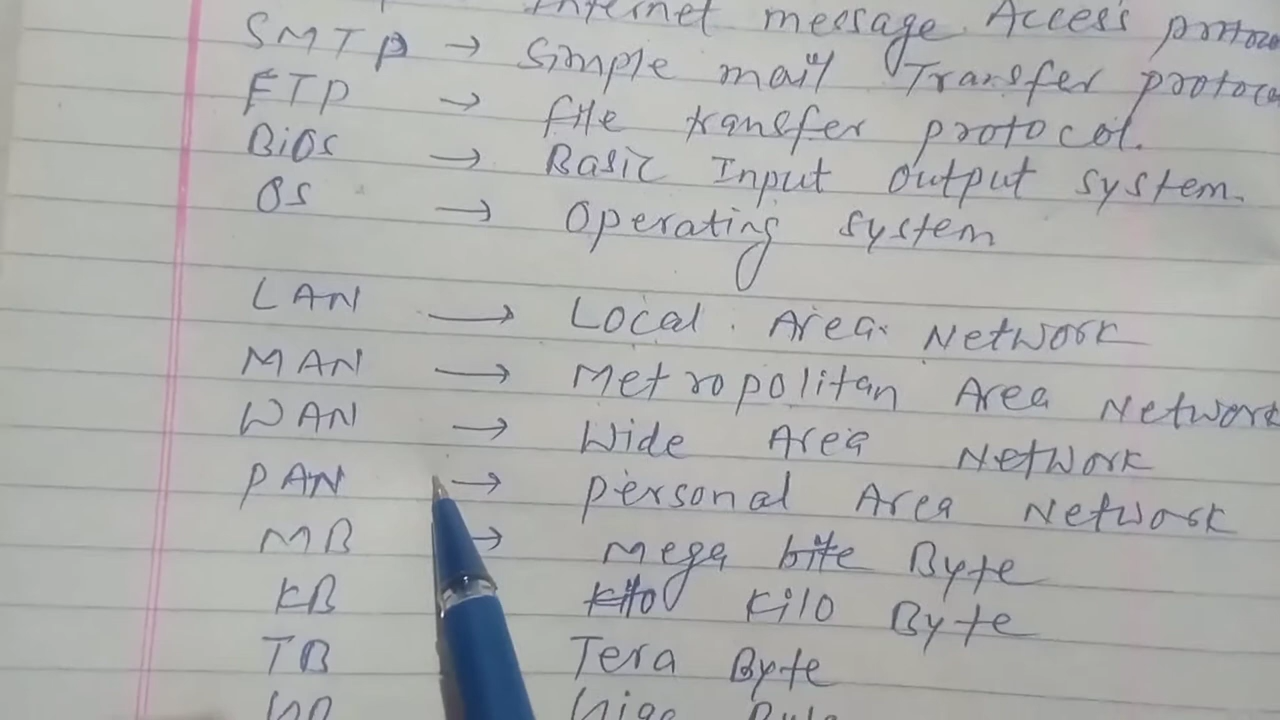 Internet message Access
SMTP → Simple mail Transfer protoco
FTP → file transfer protocol.
BiOS → Basic Input Output system.
OS → Operating system
LAN → Local. Area. Network
MAN → Metropolitan Area Network
WAN → Wide Area Network
PAN → personal Area Network
MB → Mega bite Byte
KB Kilo Byte
TB Tera Byte